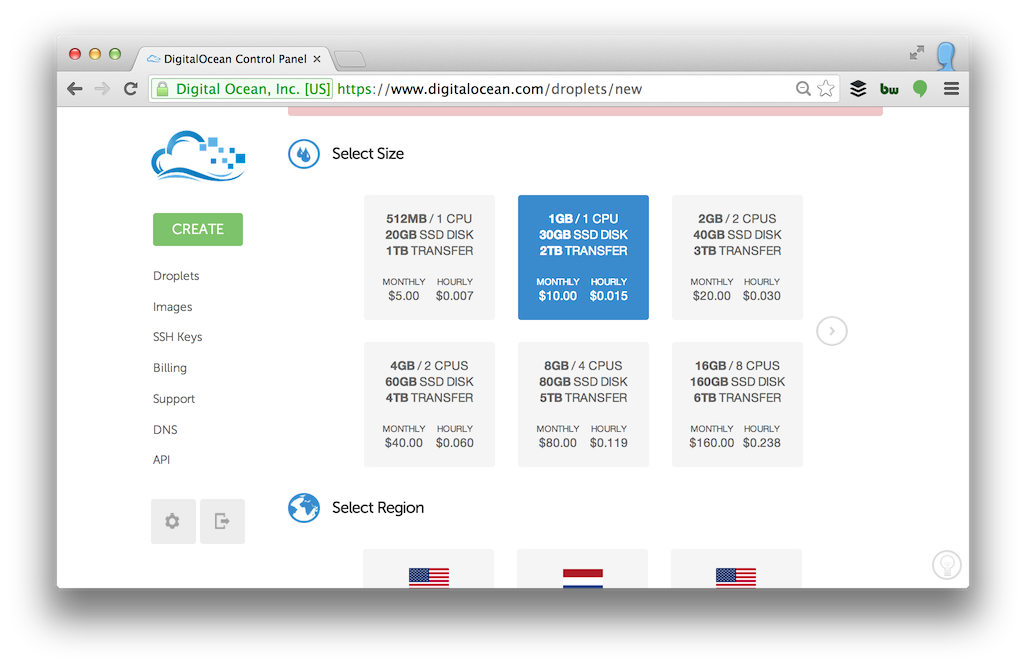 DigitalOcean Control Panel ×
Digital Ocean, Inc. [US] https://www.digitalocean.com/droplets/new
bw
Select Size
CREATE
Droplets
Images
SSH Keys
Billing
Support
DNS
API
512MB / 1 CPU
20GB SSD DISK
1TB TRANSFER
MONTHLY HOURLY
$5.00 $0.007
1GB / 1 CPU
30GB SSD DISK
2TB TRANSFER
MONTHLY HOURLY
$10.00 $0.015
2GB / 2 CPUS
40GB SSD DISK
3TB TRANSFER
MONTHLY HOURLY
$20.00 $0.030
4GB / 2 CPUS
60GB SSD DISK
4TB TRANSFER
MONTHLY HOURLY
$40.00 $0.060
8GB / 4 CPUS
80GB SSD DISK
5TB TRANSFER
MONTHLY HOURLY
$80.00 $0.119
16GB / 8 CPUS
160GB SSD DISK
6TB TRANSFER
MONTHLY HOURLY
$160.00 $0.238
Select Region